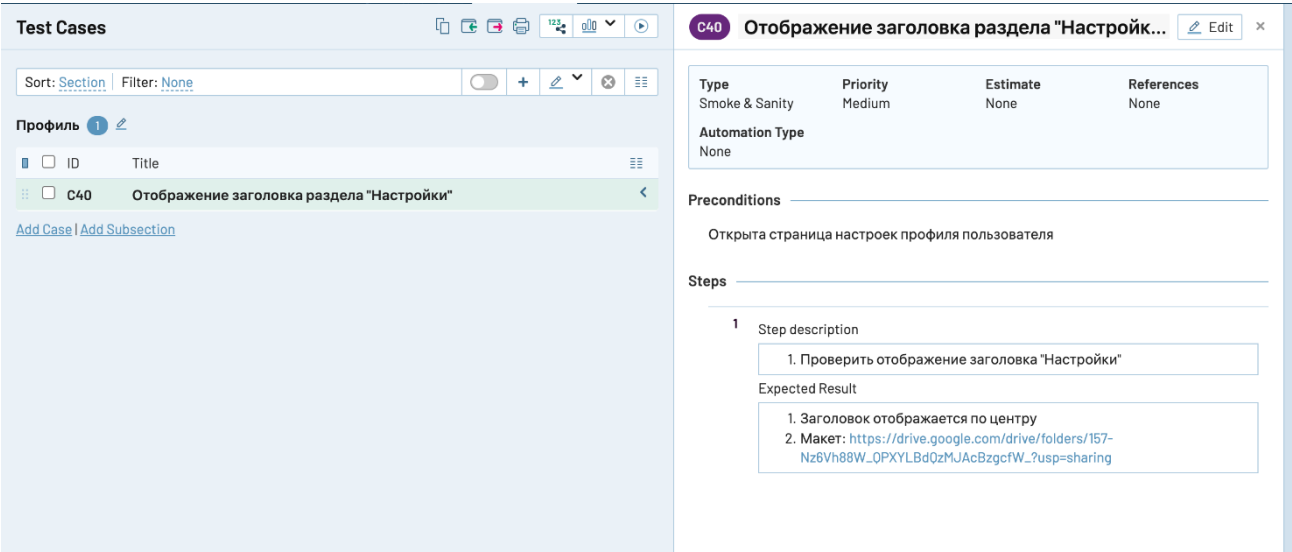 Test Cases
Sort: Section | Filter: None
Профиль 1
ID Title
C40 Отображение заголовка раздела "Настройки"
Add Case | Add Subsection
C40 Отображение заголовка раздела "Настройк... Edit
Type Priority Estimate References
Smoke & Sanity Medium None None
Automation Type
None
Preconditions
Открыта страница настроек профиля пользователя
Steps
1 Step description
1. Проверить отображение заголовка "Настройки"
Expected Result
1. Заголовок отображается по центру
2. Макет: https://drive.google.com/drive/folders/157-
Nz6Vh88W_QPXYLBdQzMJAcBzgcfW_?usp=sharing